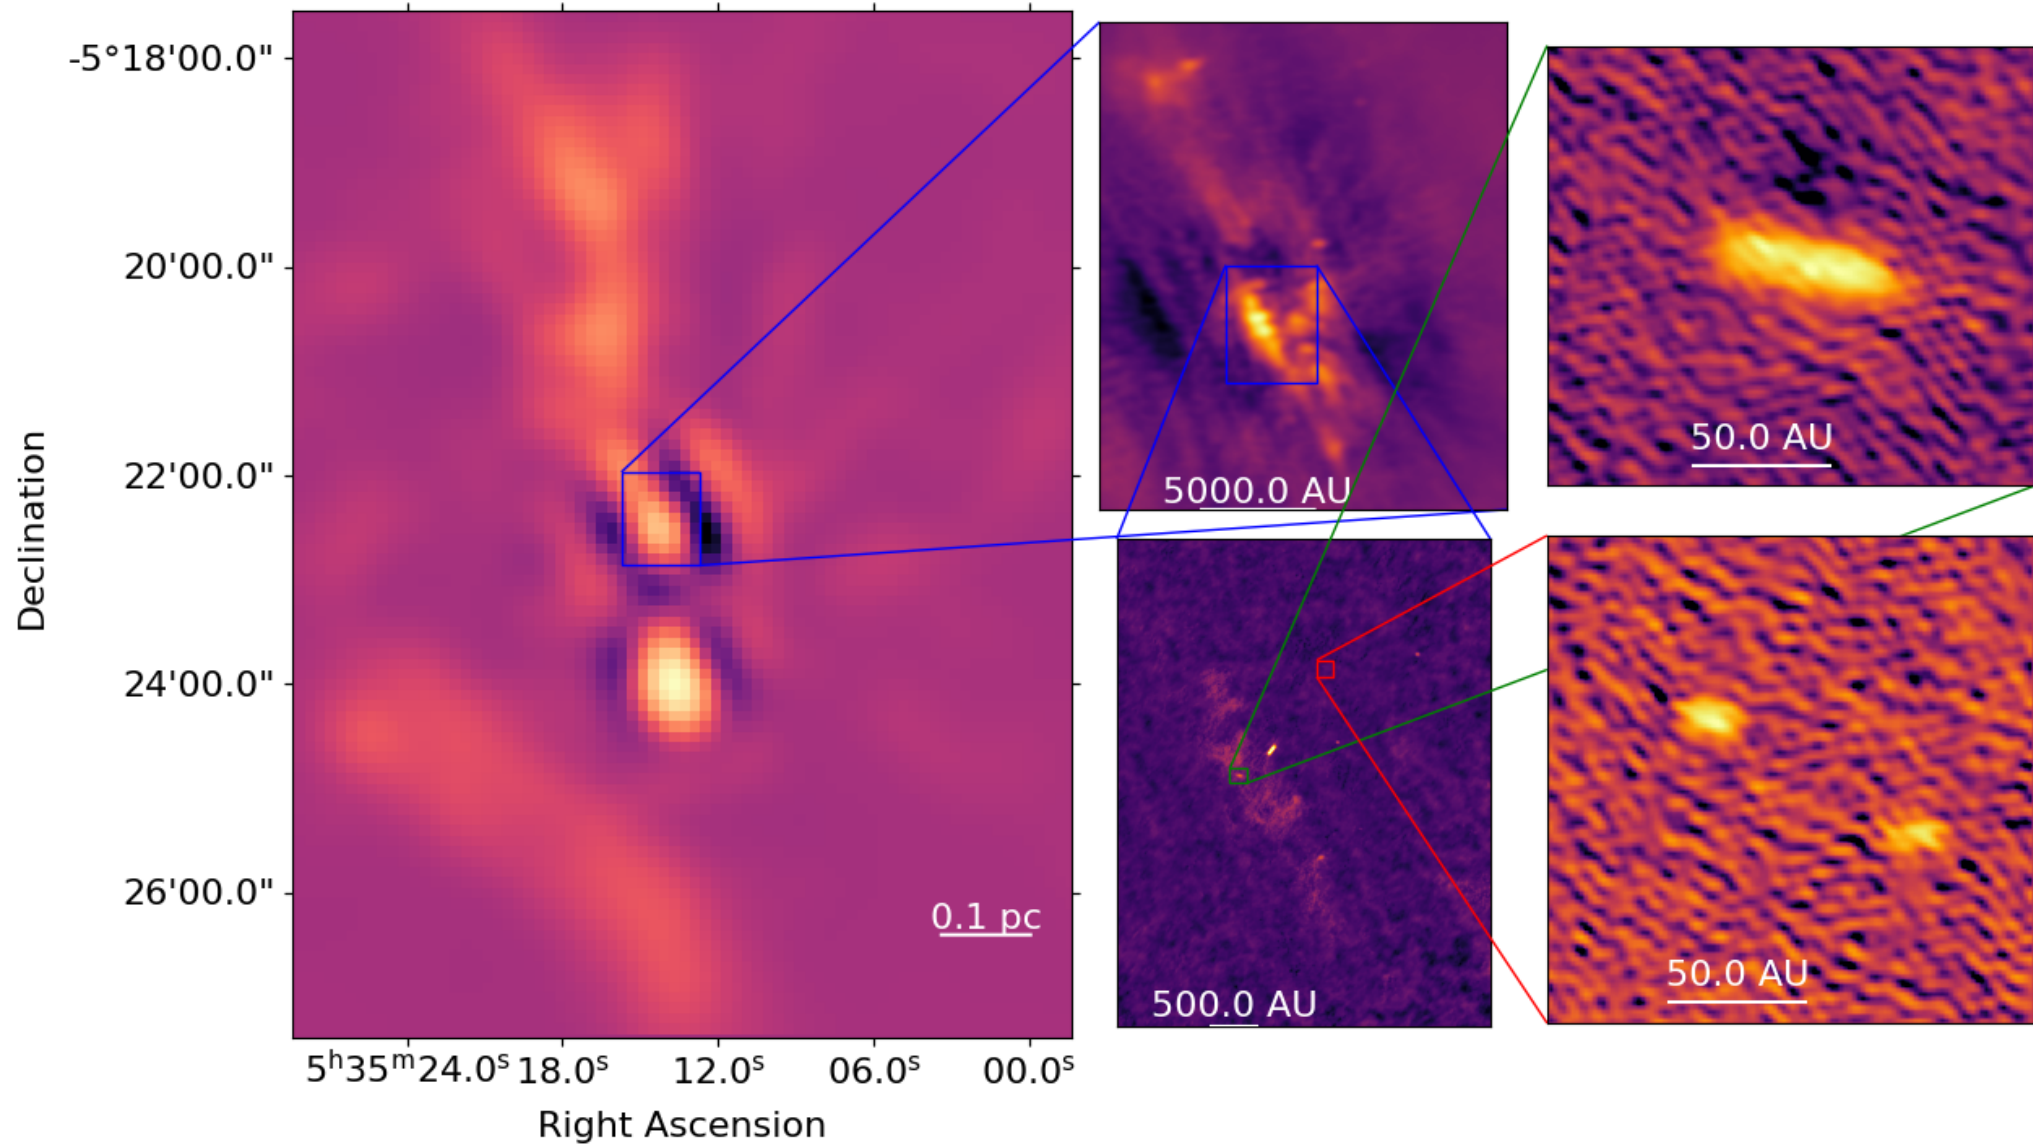 -5°18'00.0"
20'00.0"
22'00.0"
24'00.0"
26'00.0"
Declination
0.1 pc
5ʰ35ᵐ24.0ˢ 18.0ˢ 12.0ˢ 06.0ˢ 00.0ˢ
Right Ascension
5000.0 AU
500.0 AU
50.0 AU
50.0 AU